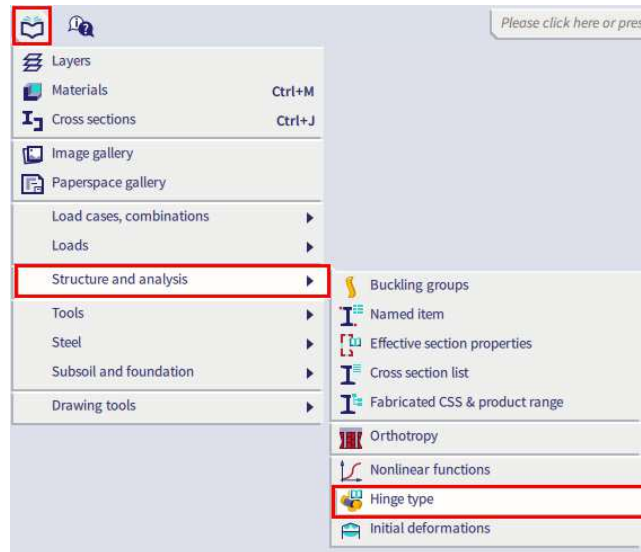 Please click here or pres
Layers
Materials Ctrl+M
Cross sections Ctrl+J
Image gallery
Paperspace gallery
Load cases, combinations
Loads
Structure and analysis
Tools
Steel
Subsoil and foundation
Drawing tools
Buckling groups
Named item
Effective section properties
Cross section list
Fabricated CSS & product range
Orthotropy
Nonlinear functions
Hinge type
Initial deformations